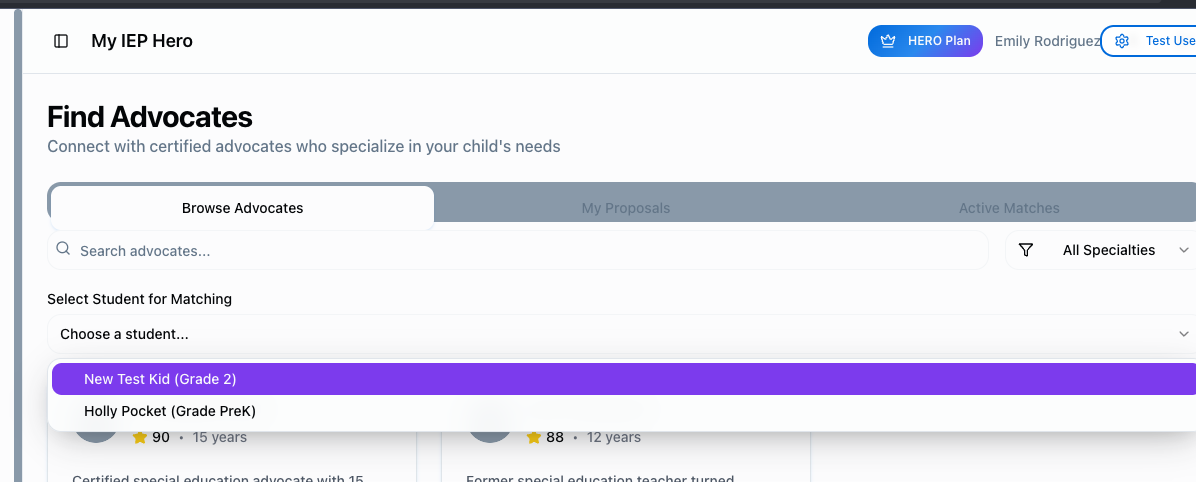 My IEP Hero
HERO Plan
Emily Rodriguez
Test Use
Find Advocates
Connect with certified advocates who specialize in your child's needs
Browse Advocates
My Proposals
Active Matches
Search advocates...
All Specialties
Select Student for Matching
Choose a student...
New Test Kid (Grade 2)
Holly Pocket (Grade PreK)
90 • 15 years
88 • 12 years
Certified special education advocate with 15
Former special education teacher turned